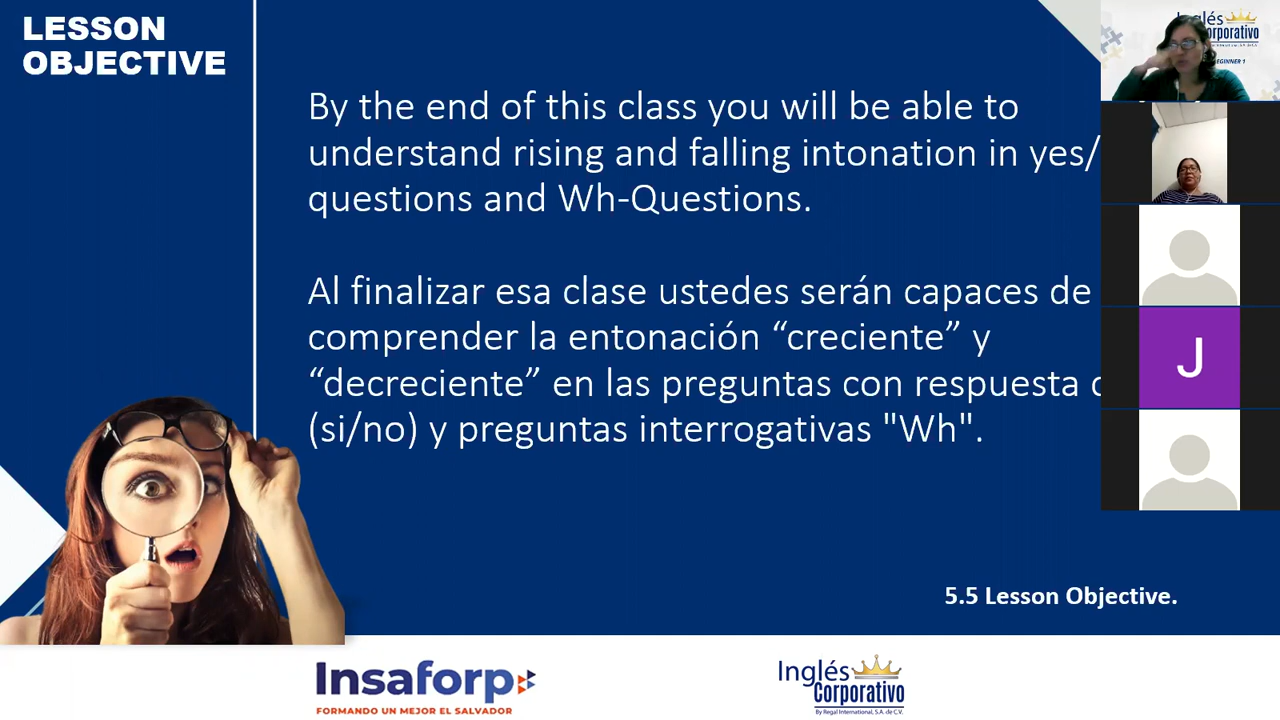 LESSON
OBJECTIVE
By the end of this class you will be able to
understand rising and falling intonation in yes/
questions and Wh-Questions.
Al finalizar esa clase ustedes serán capaces de
comprender la entonación “creciente” y
“decreciente” en las preguntas con respuesta
(si/no) y preguntas interrogativas "Wh".
5.5 Lesson Objective.
Insaforp
FORMANDO UN MEJOR EL SALVADOR
Inglés
Corporativo
By Regal International, S.A. de C.V.
J